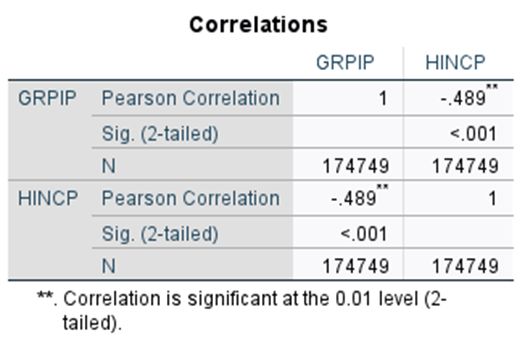 Correlations
GRPIP HINCP
GRPIP Pearson Correlation 1 -.489**
Sig. (2-tailed) <.001
N 174749 174749
HINCP Pearson Correlation -.489** 1
Sig. (2-tailed) <.001
N 174749 174749
**. Correlation is significant at the 0.01 level (2-
tailed).